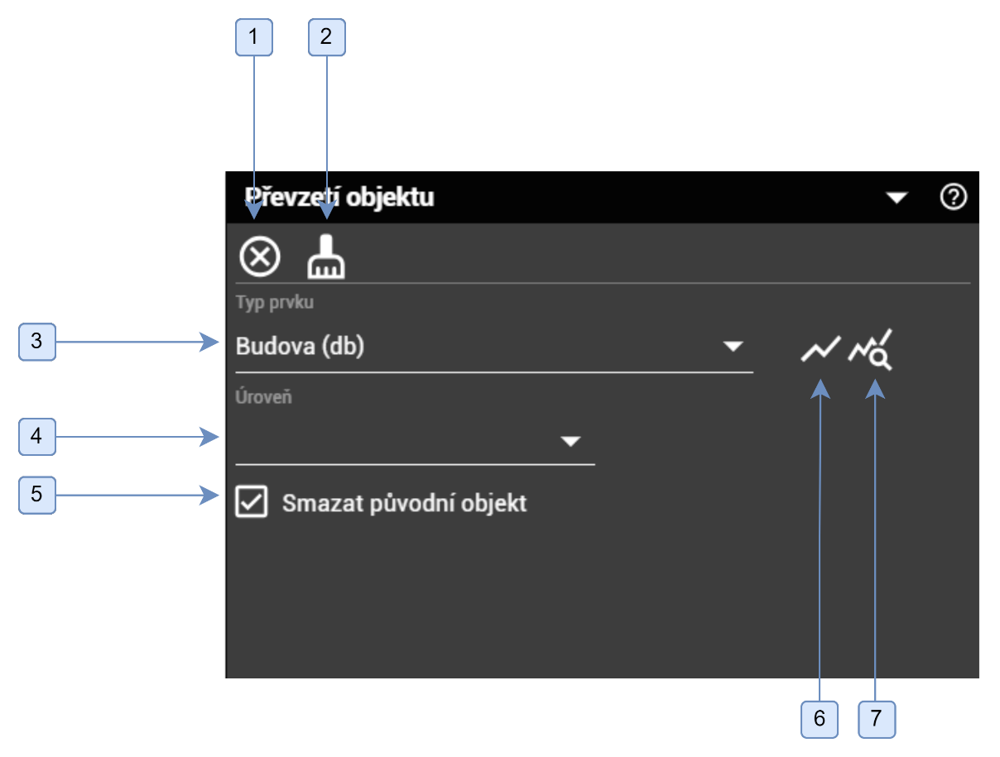 1
2
Převzetí objektu
Typ prvku
3
Budova (db)
Úroveň
4
5
Smazat původní objekt
6
7